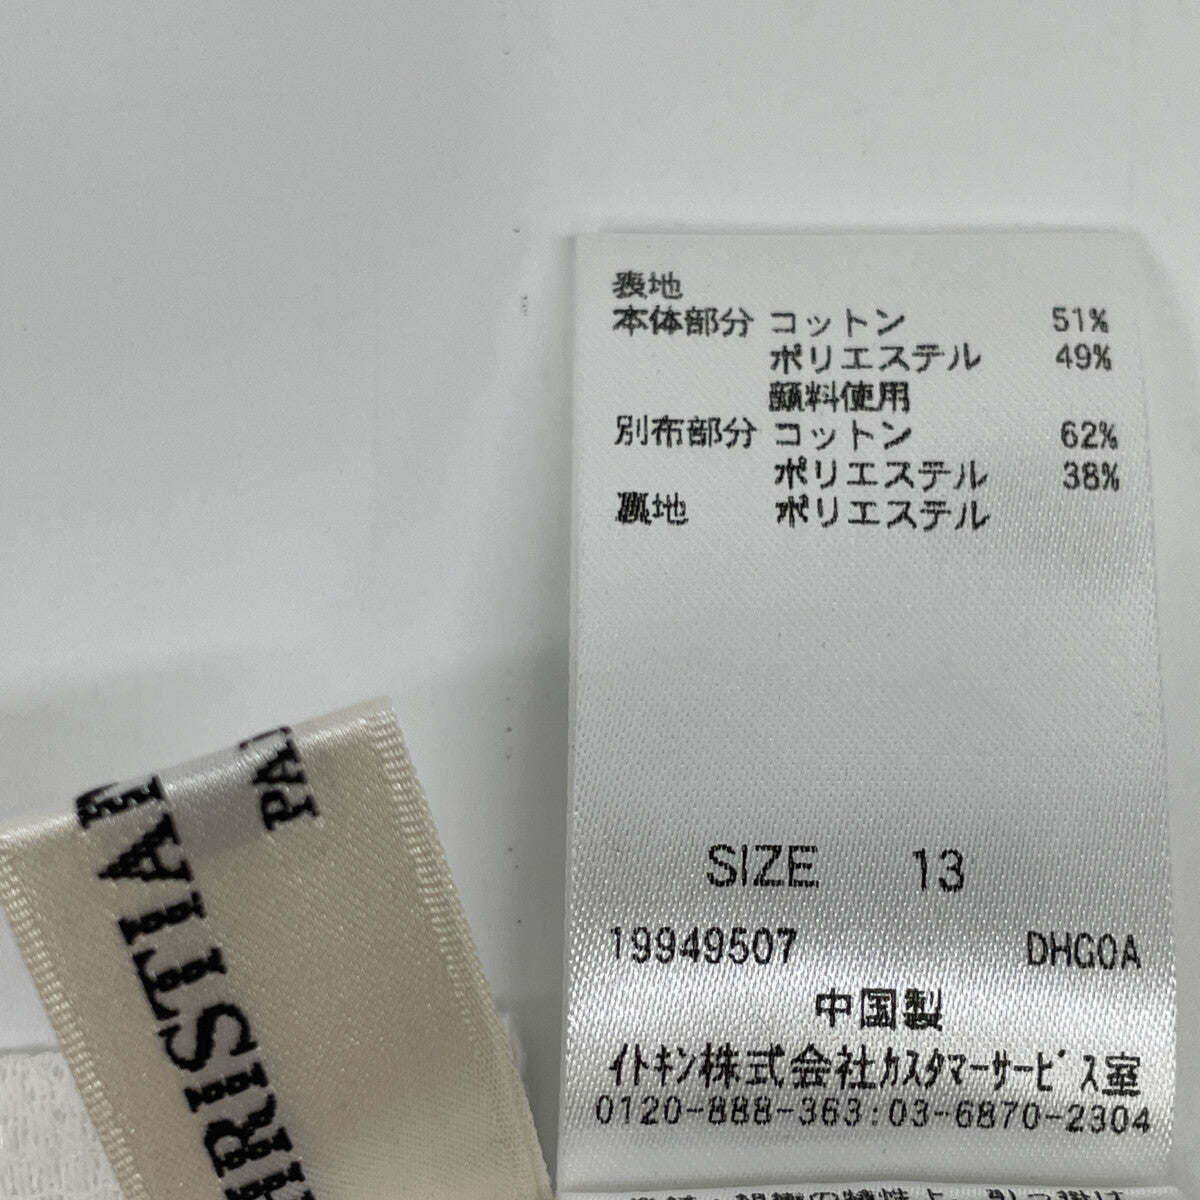 表地
本体部分 コットン 51%
ポリエステル 49%
顔料使用
別布部分 コットン 62%
ポリエステル 38%
裏地 ポリエステル
SIZE 13
19949507 DHG0A
中国製
イトキン株式会社カスタマーサービス室
0120-888-363:03-6870-2304